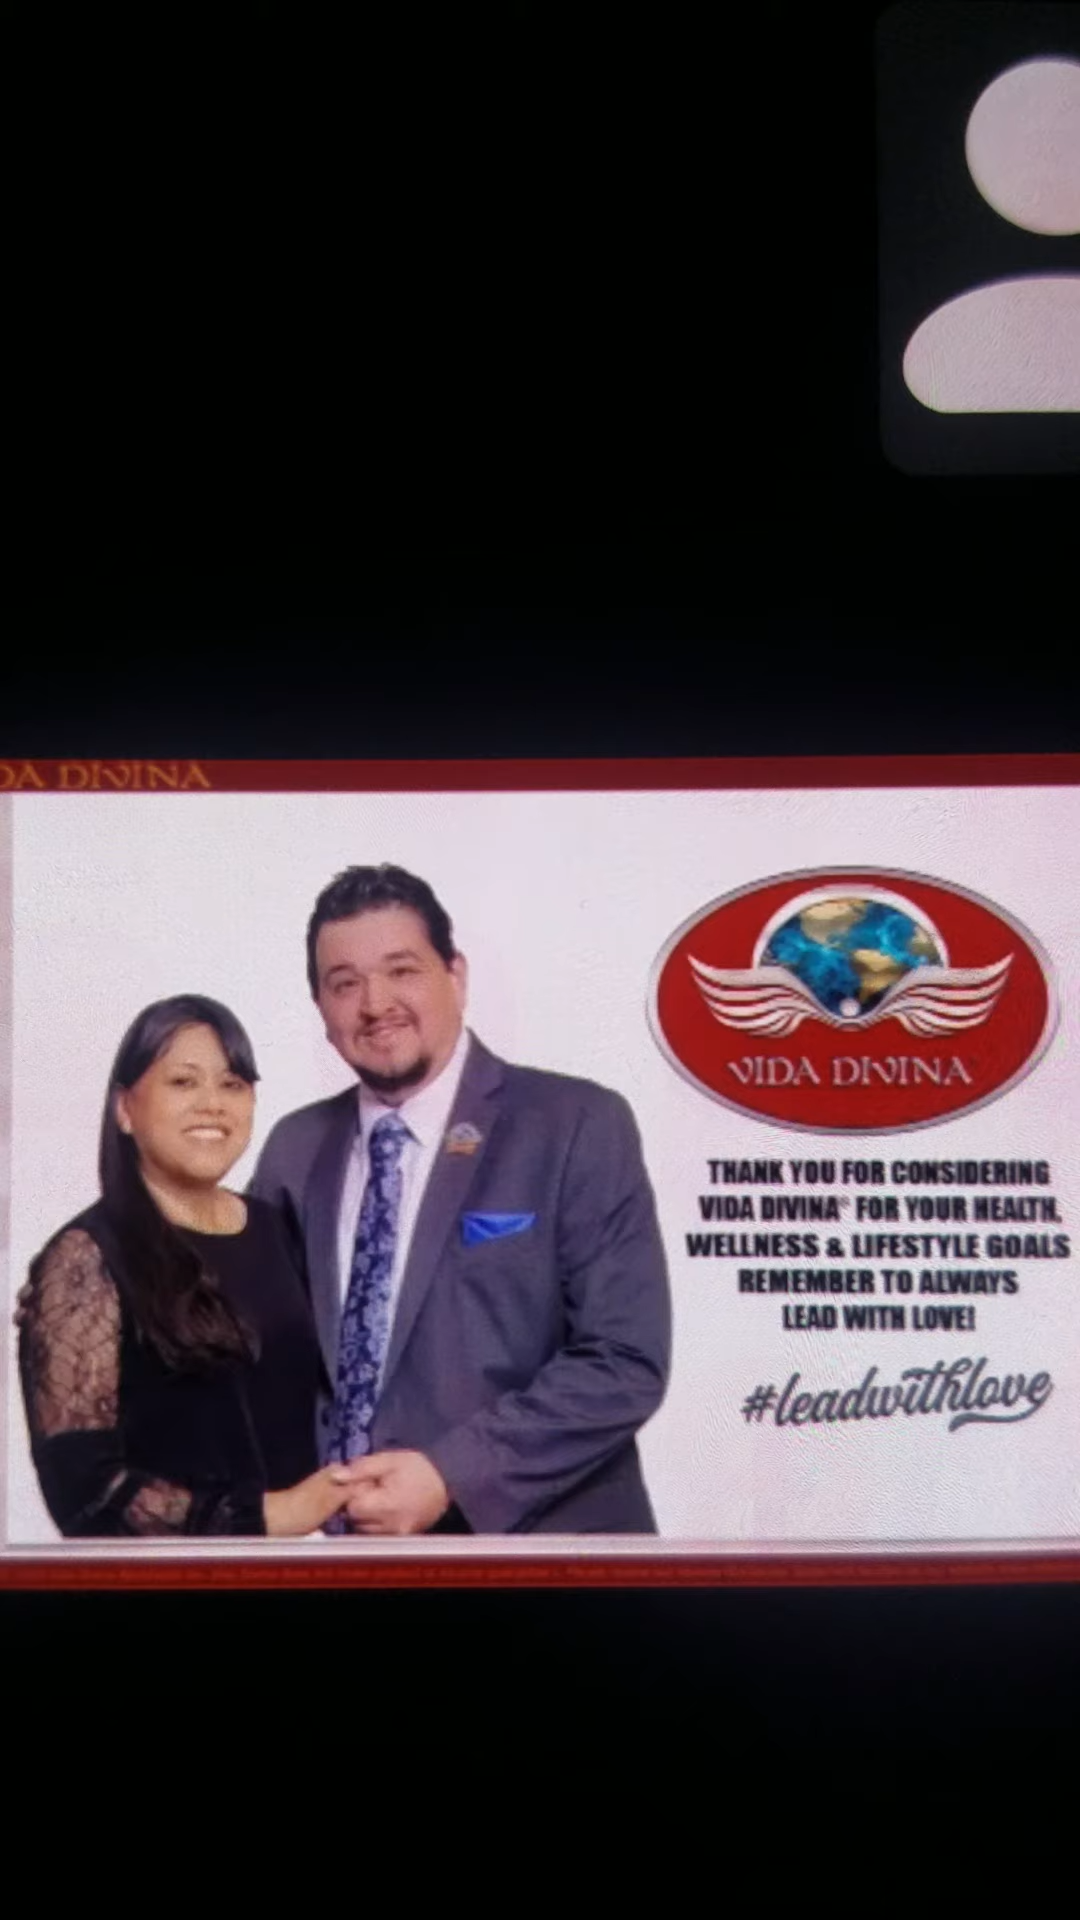 DA DIVINA
VIDA DIVINA
THANK YOU FOR CONSIDERING
VIDA DIVINA® FOR YOUR HEALTH,
WELLNESS & LIFESTYLE GOALS
REMEMBER TO ALWAYS
LEAD WITH LOVE!
#leadwithlove